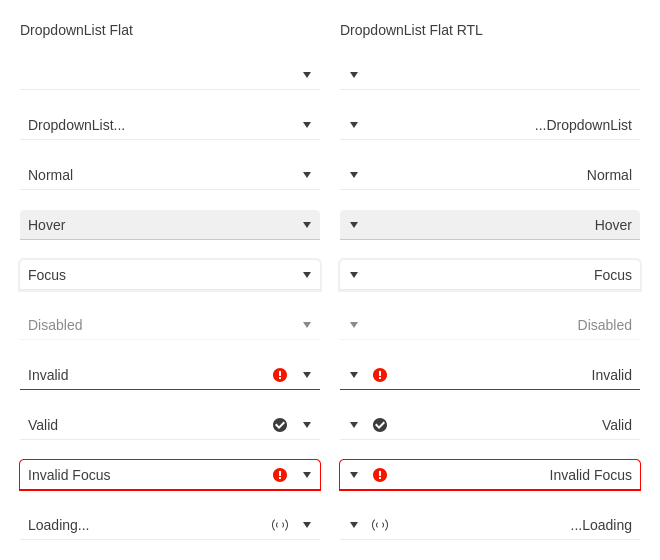 DropdownList Flat
DropdownList Flat RTL
DropdownList...
...DropdownList
Normal
Normal
Hover
Hover
Focus
Focus
Disabled
Disabled
Invalid
Invalid
Valid
Valid
Invalid Focus
Invalid Focus
Loading...
...Loading